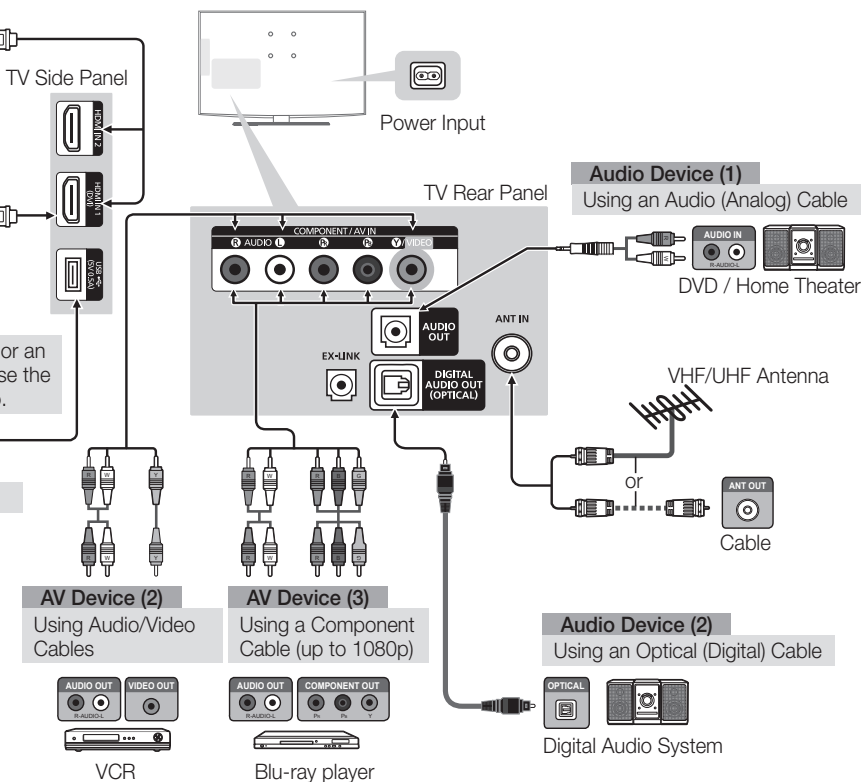 TV Side Panel
HDMI IN 2
HDMI IN 1
(DVI)
USB
(5V 0.5A)
or an
se the
.
Power Input
TV Rear Panel
COMPONENT / AV IN
R AUDIO L PR PB Y/VIDEO
AUDIO
OUT
EX-LINK
DIGITAL
AUDIO OUT
(OPTICAL)
ANT IN
Audio Device (1)
Using an Audio (Analog) Cable
AUDIO IN
R-AUDIO-L
W
DVD / Home Theater
VHF/UHF Antenna
or
ANT OUT
Cable
R W Y
R W R B G
R W Y
R W R B G
AV Device (2)
Using Audio/Video
Cables
AUDIO OUT VIDEO OUT
R-AUDIO-L
VCR
AV Device (3)
Using a Component
Cable (up to 1080p)
AUDIO OUT COMPONENT OUT
R-AUDIO-L PR PB Y
Blu-ray player
Audio Device (2)
Using an Optical (Digital) Cable
OPTICAL
Digital Audio System